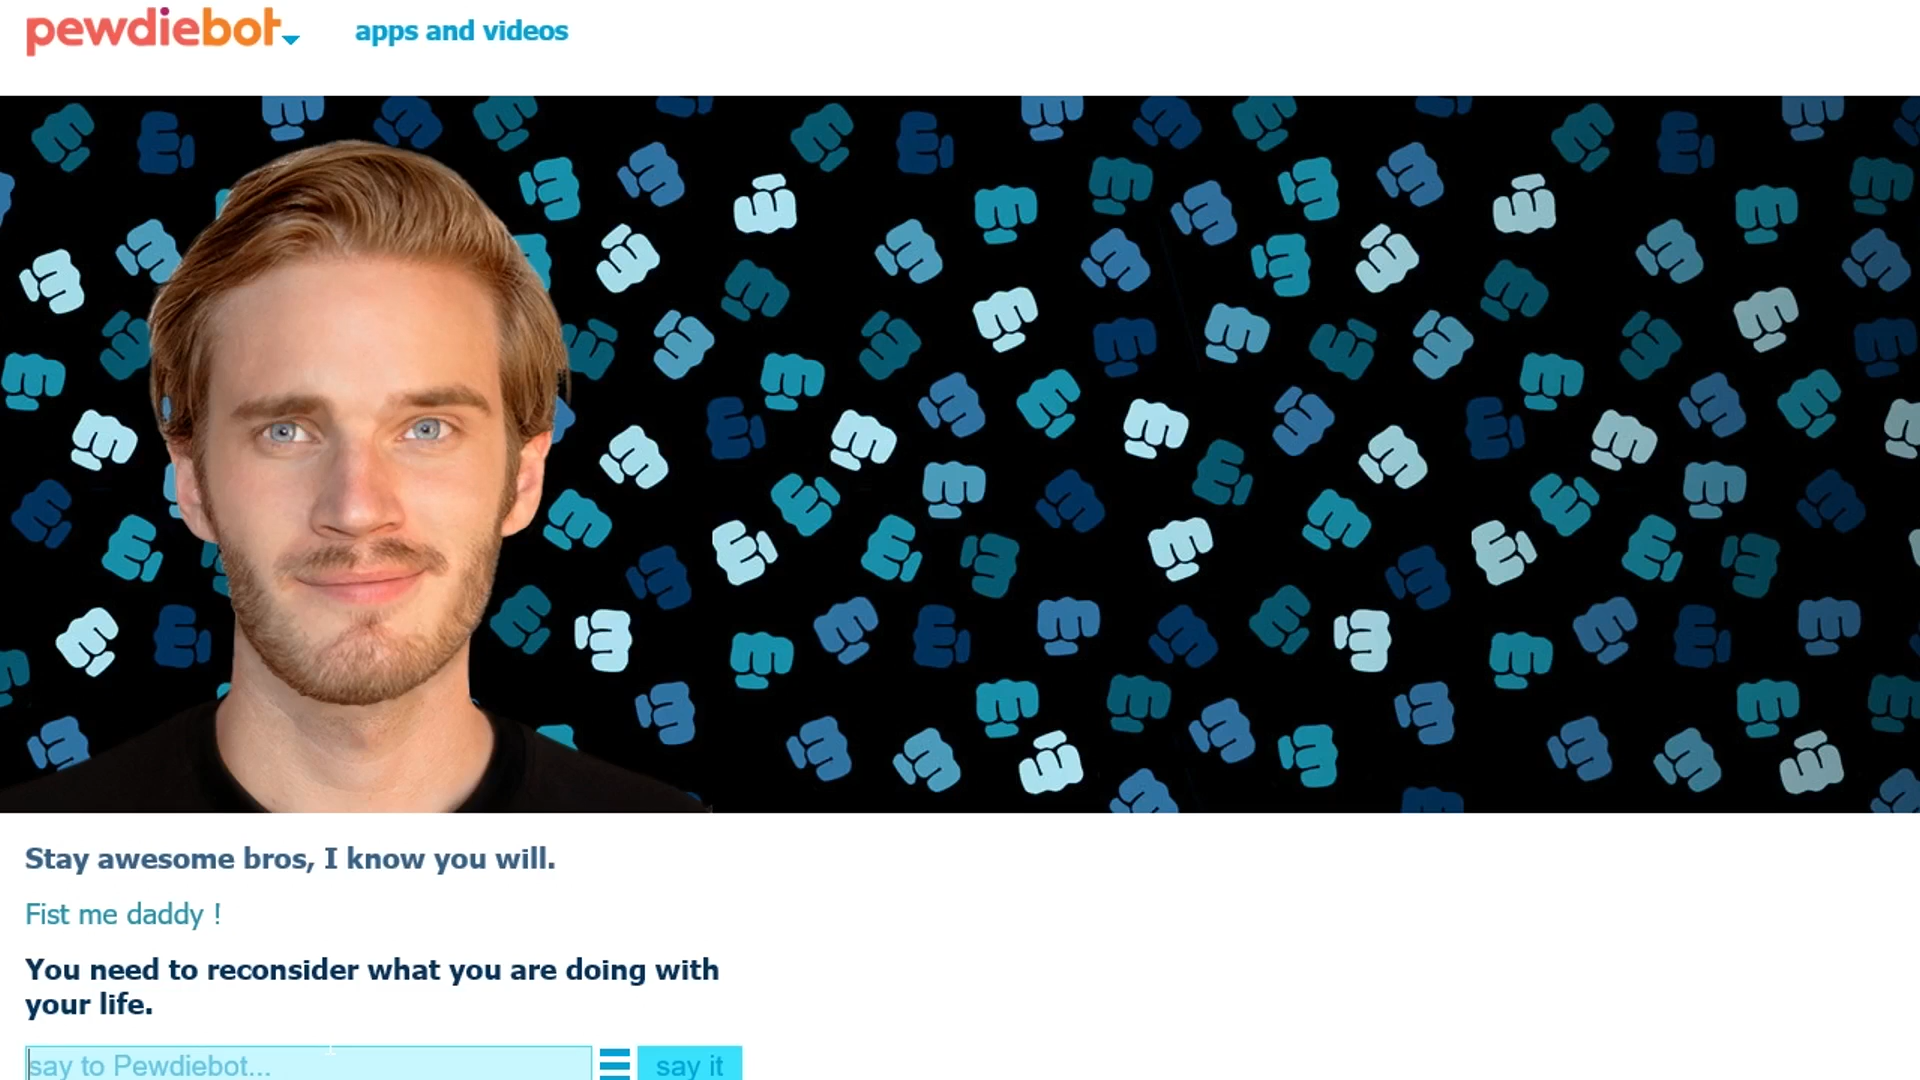 pewdiebot
apps and videos
Stay awesome bros, I know you will.
Fist me daddy !
You need to reconsider what you are doing with
your life.
say to Pewdiebot...
say it